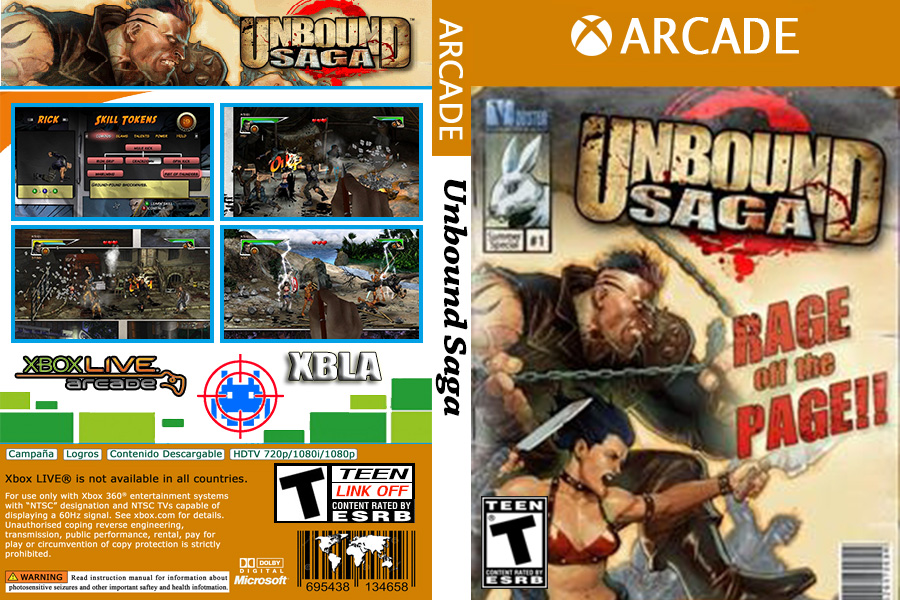 UNBOUND
SAGA
RICK
SKILL TOKENS
XBOX LIVE
arcade
XBLA
Campaña
Logros
Contenido Descargable
HDTV 720p/1080i/1080p
Xbox LIVE® is not available in all countries.
For use only with Xbox 360® entertainment systems
with “NTSC” designation and NTSC TVs capable of
displaying a 60Hz signal. See xbox.com for details.
Unauthorised coping reverse engineering,
transmission, public performance, rental, pay for
play or circumvention of copy protection is strictly
prohibited.
T
TEEN
LINK OFF
CONTENT RATED BY
ESRB
WARNING Read instruction manual for information about
photosensitive seizures and other important saftey and health infotmation.
DOLBY
DIGITAL
Microsoft
695438 134658
ARCADE
Unbound Saga
ARCADE
UNBOUND
SAGA
Summer
Special
#1
RAGE
off the
PAGE!!
TEEN
T
CONTENT RATED BY
ESRB